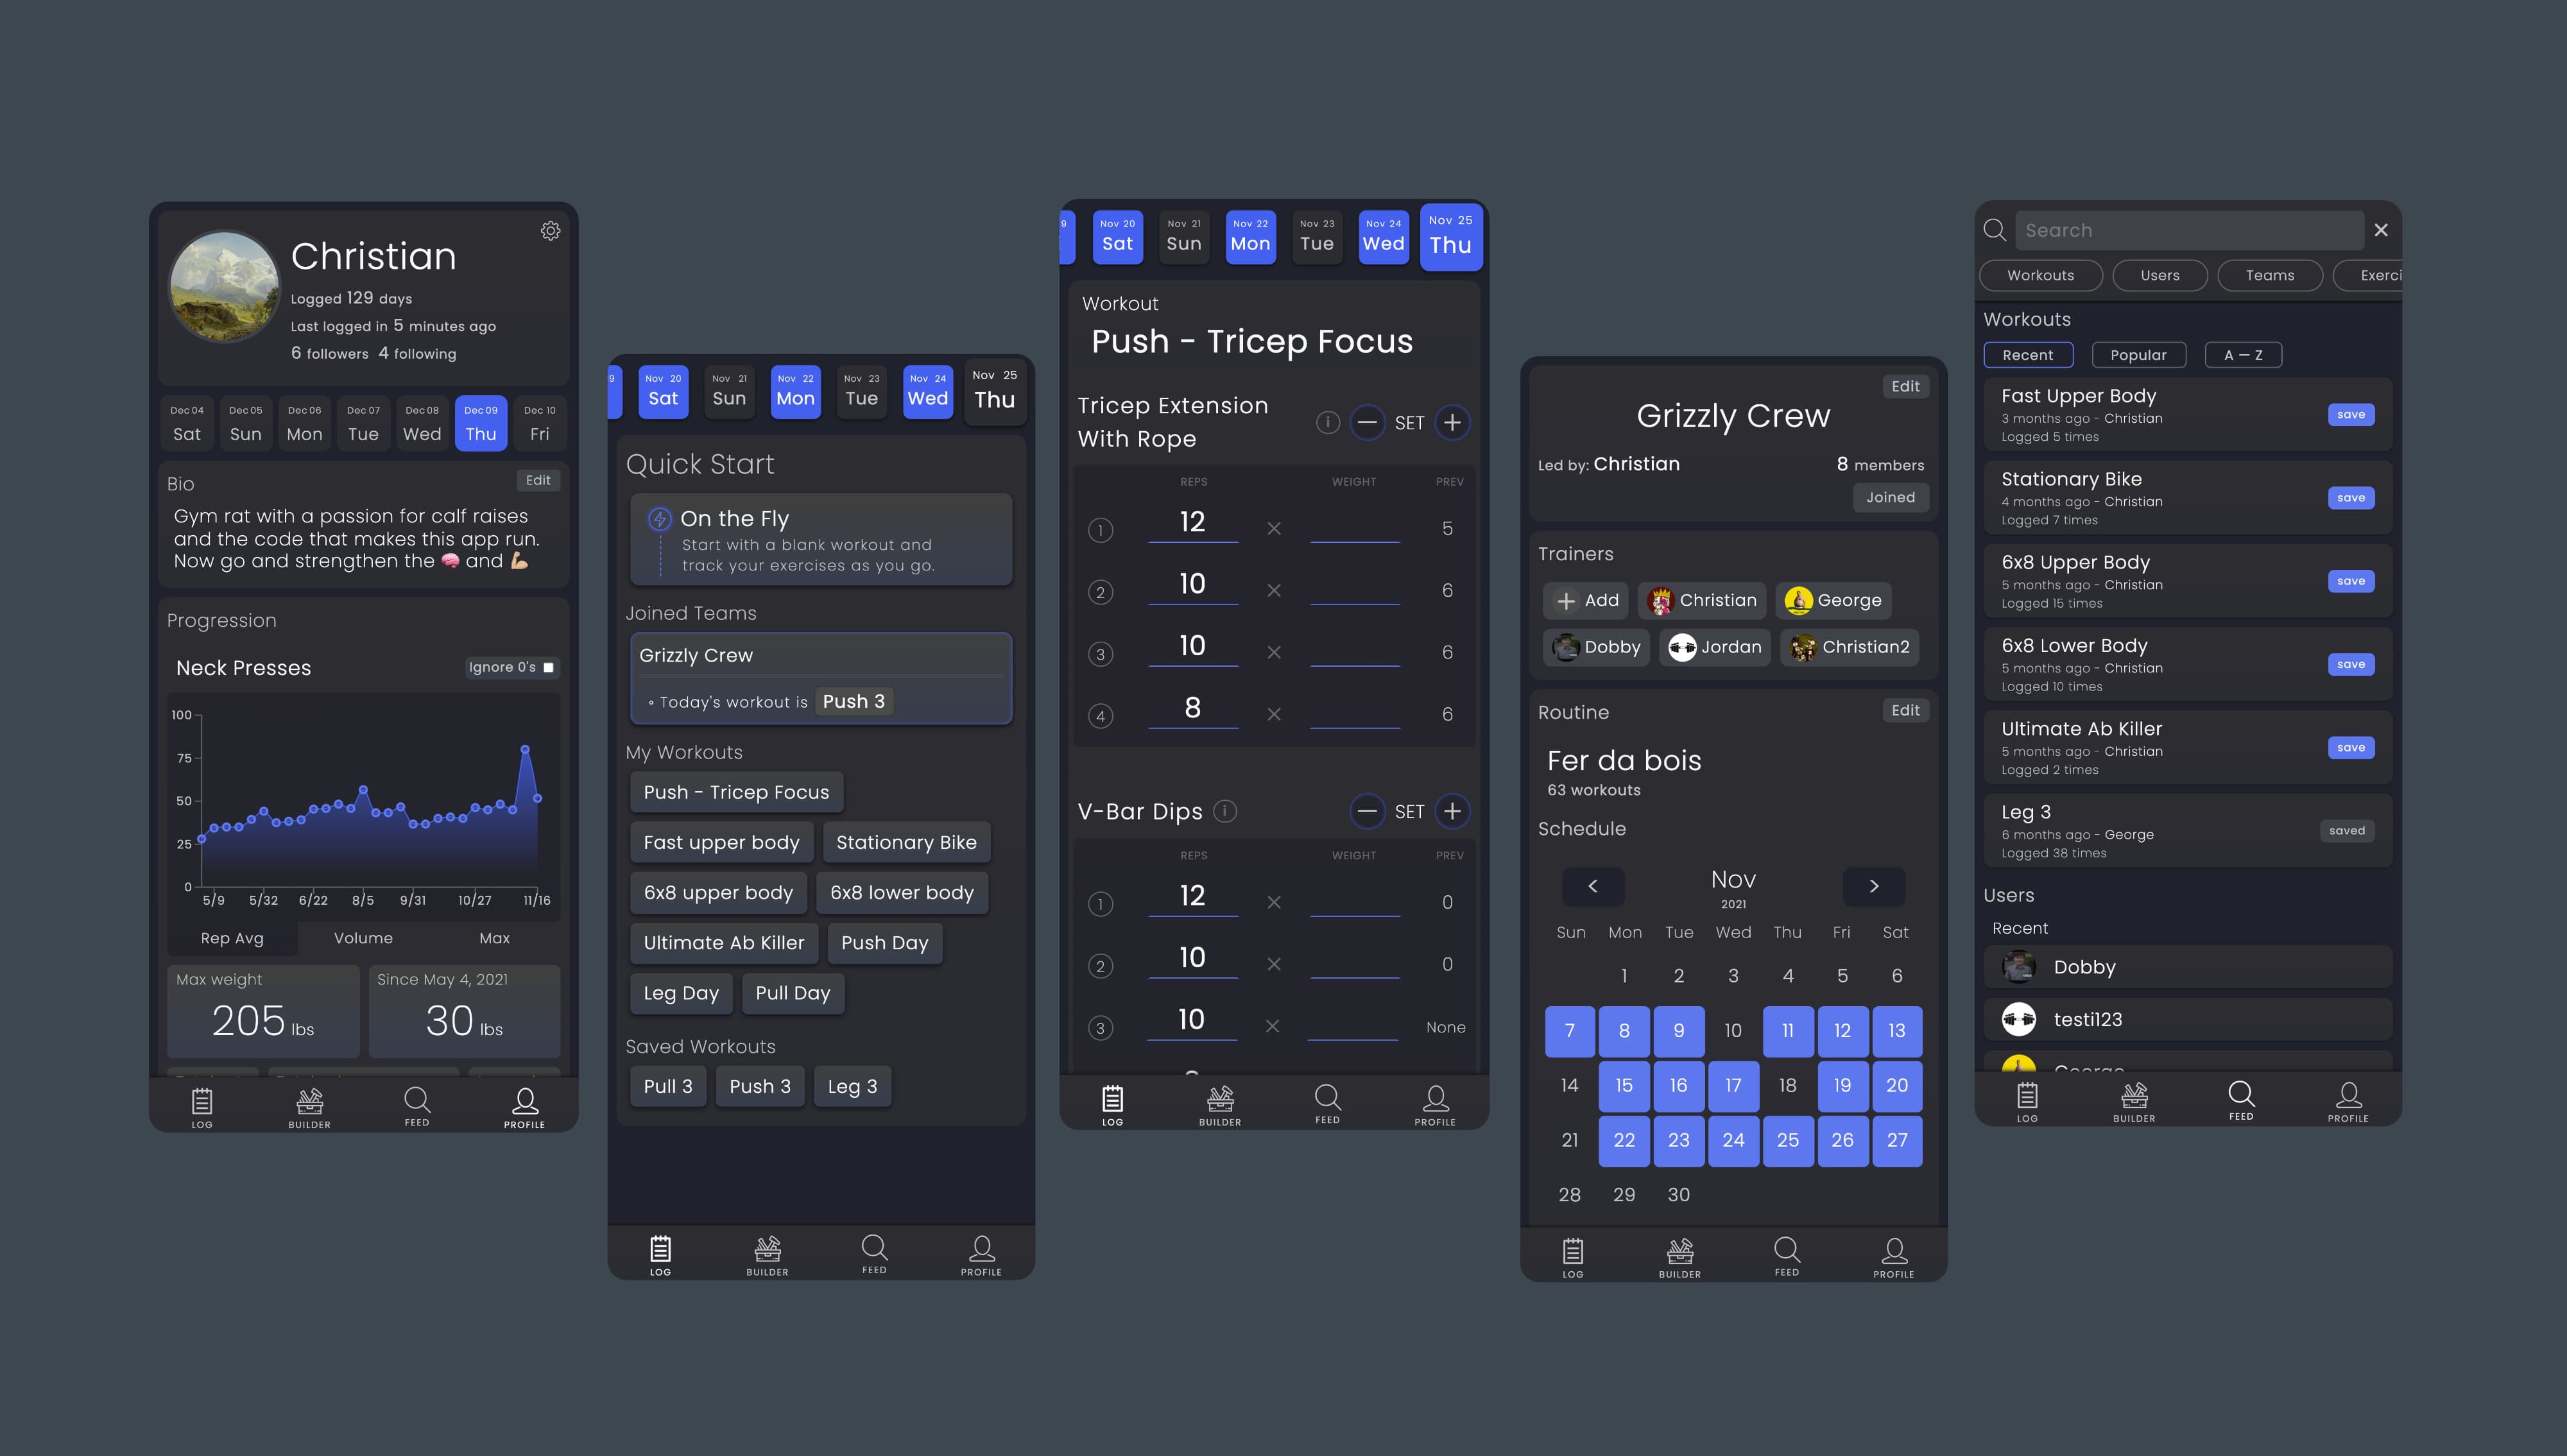 Christian
Logged 129 days
Last logged in 5 minutes ago
6 followers 4 following
Dec 04 Dec 05 Dec 06 Dec 07 Dec 08 Dec 09 Dec 10
Sat Sun Mon Tue Wed Thu Fri
Bio
Edit
Gym rat with a passion for calf raises
and the code that makes this app run.
Now go and strengthen the 🧠 and 💪🏼
Progression
Neck Presses
Ignore 0's
100
75
50
25
0
5/9 5/32 6/22 8/5 9/31 10/27 11/16
Rep Avg Volume Max
Max weight
205 lbs
Since May 4, 2021
30 lbs
LOG BUILDER FEED PROFILE
9 Nov 20 Nov 21 Nov 22 Nov 23 Nov 24 Nov 25
Sat Sun Mon Tue Wed Thu
Quick Start
On the Fly
Start with a blank workout and
track your exercises as you go.
Joined Teams
Grizzly Crew
• Today's workout is Push 3
My Workouts
Push - Tricep Focus
Fast upper body Stationary Bike
6x8 upper body 6x8 lower body
Ultimate Ab Killer Push Day
Leg Day Pull Day
Saved Workouts
Pull 3 Push 3 Leg 3
LOG BUILDER FEED PROFILE
9 Nov 20 Nov 21 Nov 22 Nov 23 Nov 24 Nov 25
Sat Sun Mon Tue Wed Thu
Workout
Push - Tricep Focus
Tricep Extension
With Rope
i − SET +
REPS WEIGHT PREV
1 12 × 5
2 10 × 6
3 10 × 6
4 8 × 6
V-Bar Dips i − SET +
REPS WEIGHT PREV
1 12 × 0
2 10 × 0
3 10 × None
LOG BUILDER FEED PROFILE
Edit
Grizzly Crew
Led by: Christian 8 members
Joined
Trainers
+ Add Christian George
Dobby Jordan Christian2
Routine
Edit
Fer da bois
63 workouts
Schedule
< Nov >
2021
Sun Mon Tue Wed Thu Fri Sat
1 2 3 4 5 6
7 8 9 10 11 12 13
14 15 16 17 18 19 20
21 22 23 24 25 26 27
28 29 30
LOG BUILDER FEED PROFILE
Search ×
Workouts Users Teams Exerci
Workouts
Recent Popular A — Z
Fast Upper Body
3 months ago - Christian
Logged 5 times
save
Stationary Bike
4 months ago - Christian
Logged 7 times
save
6x8 Upper Body
5 months ago - Christian
Logged 15 times
save
6x8 Lower Body
5 months ago - Christian
Logged 10 times
save
Ultimate Ab Killer
5 months ago - Christian
Logged 2 times
save
Leg 3
6 months ago - George
Logged 38 times
saved
Users
Recent
Dobby
testi123
George
LOG BUILDER FEED PROFILE